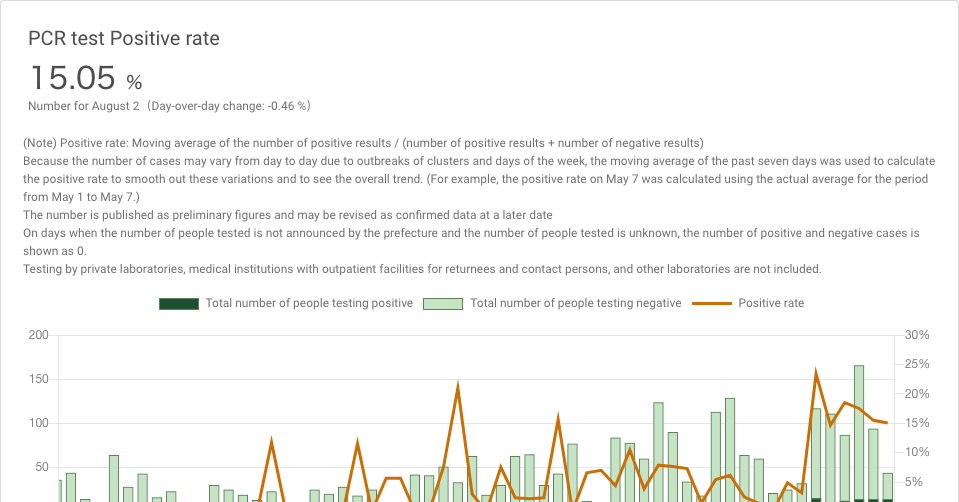 PCR test Positive rate
15.05 %
Number for August 2（Day-over-day change: -0.46 %）
(Note) Positive rate: Moving average of the number of positive results / (number of positive results + number of negative results)
Because the number of cases may vary from day to day due to outbreaks of clusters and days of the week, the moving average of the past seven days was used to calculate
the positive rate to smooth out these variations and to see the overall trend. (For example, the positive rate on May 7 was calculated using the actual average for the period
from May 1 to May 7.)
The number is published as preliminary figures and may be revised as confirmed data at a later date
On days when the number of people tested is not announced by the prefecture and the number of people tested is unknown, the number of positive and negative cases is
shown as 0.
Testing by private laboratories, medical institutions with outpatient facilities for returnees and contact persons, and other laboratories are not included.
Total number of people testing positive Total number of people testing negative Positive rate
200 30%
25%
150 20%
100 15%
50 10%
5%